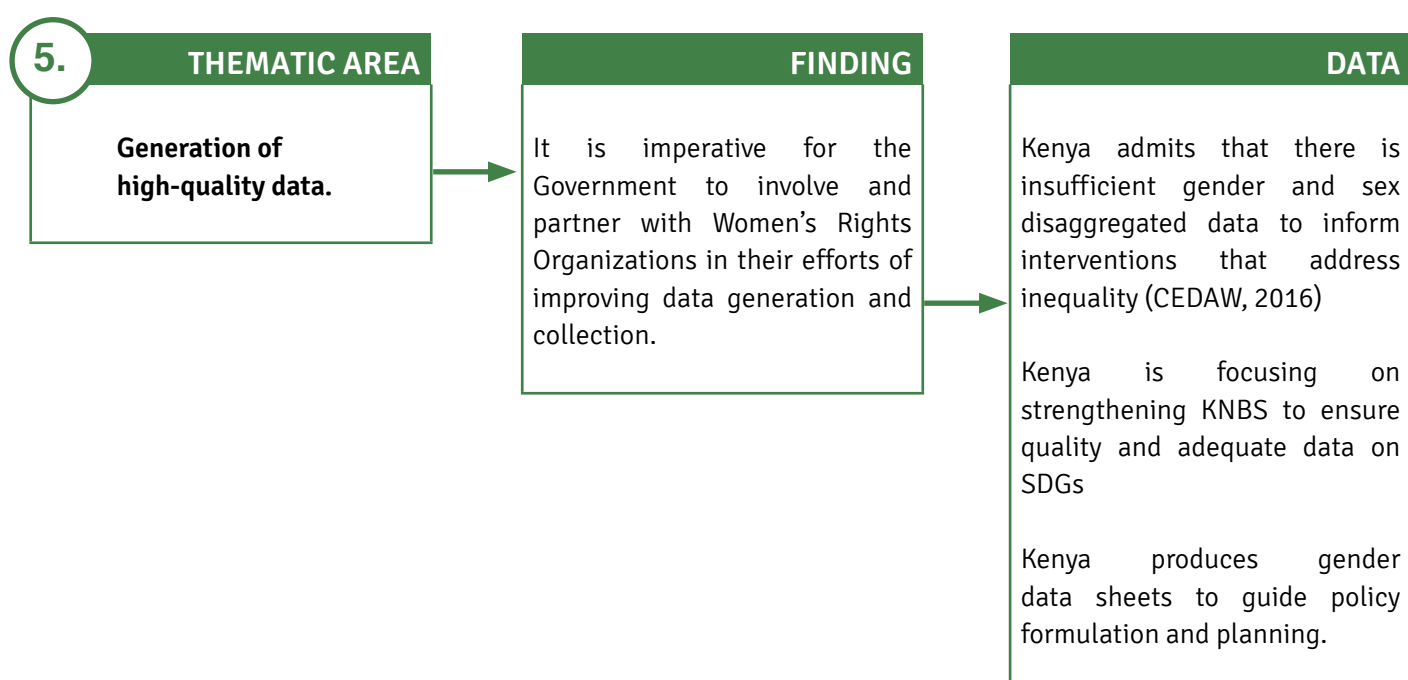 5.
THEMATIC AREA
Generation of
high-quality data.
FINDING
It is imperative for the
Government to involve and
partner with Women’s Rights
Organizations in their efforts of
improving data generation and
collection.
DATA
Kenya admits that there is
insufficient gender and sex
disaggregated data to inform
interventions that address
inequality (CEDAW, 2016)
Kenya is focusing on
strengthening KNBS to ensure
quality and adequate data on
SDGs
Kenya produces gender
data sheets to guide policy
formulation and planning.